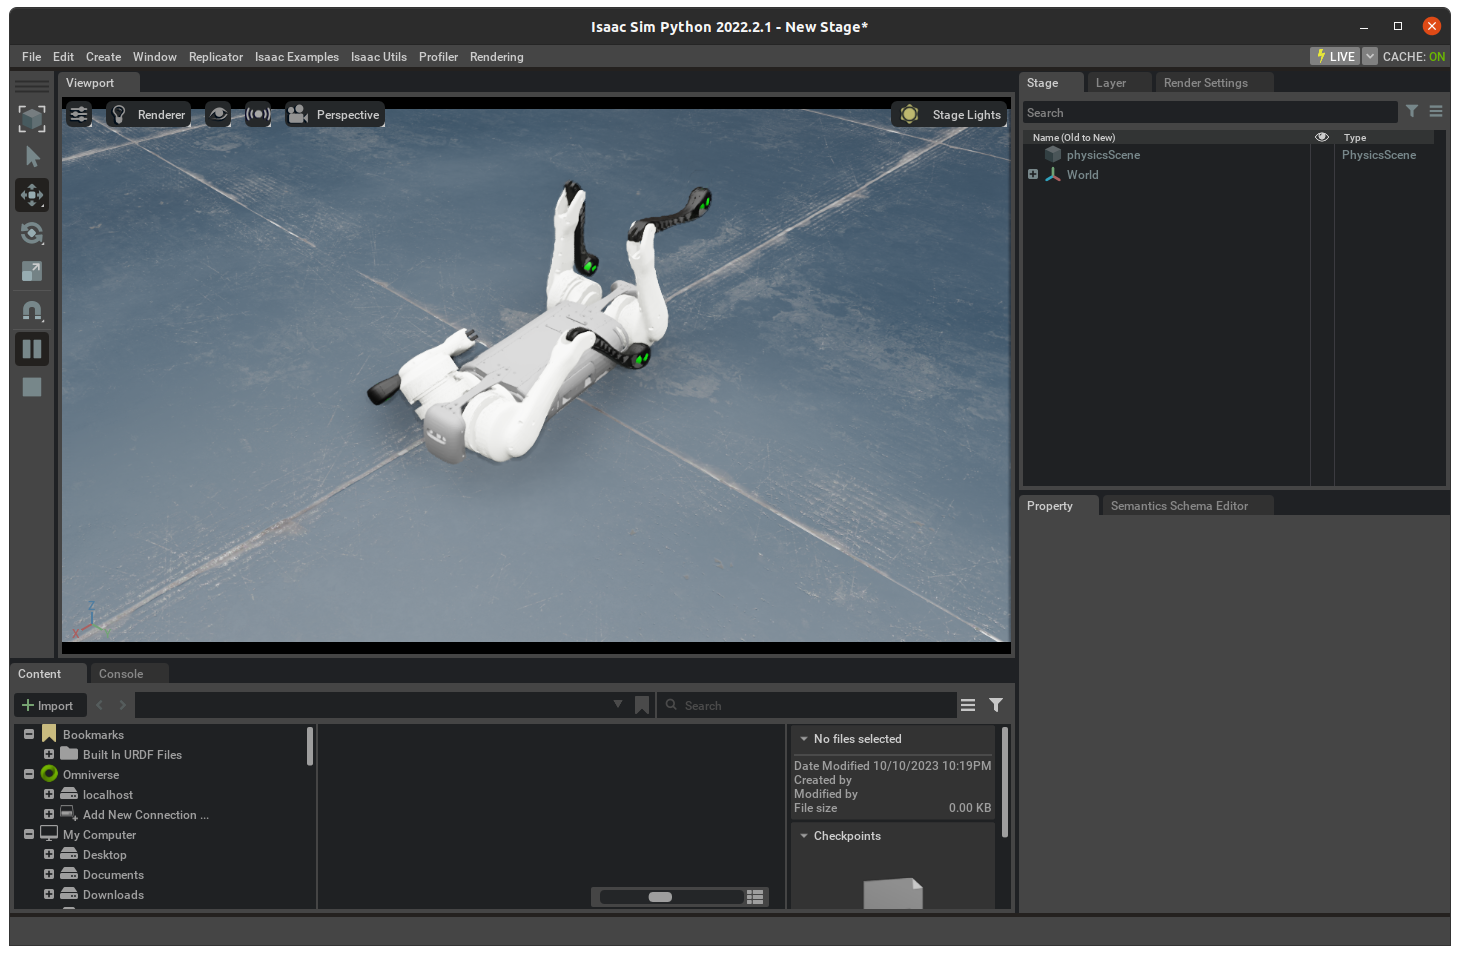 Isaac Sim Python 2022.2.1 - New Stage*
File Edit Create Window Replicator Isaac Examples Isaac Utils Profiler Rendering
LIVE CACHE: ON
Viewport
Renderer
Perspective
Stage Lights
Z
X
Stage Layer Render Settings
Search
Name (Old to New) Type
physicsScene PhysicsScene
World
Property Semantics Schema Editor
Content Console
Import
Search
Bookmarks
Built In URDF Files
Omniverse
localhost
Add New Connection ...
My Computer
Desktop
Documents
Downloads
No files selected
Date Modified 10/10/2023 10:19PM
Created by
Modified by
File size 0.00 KB
Checkpoints